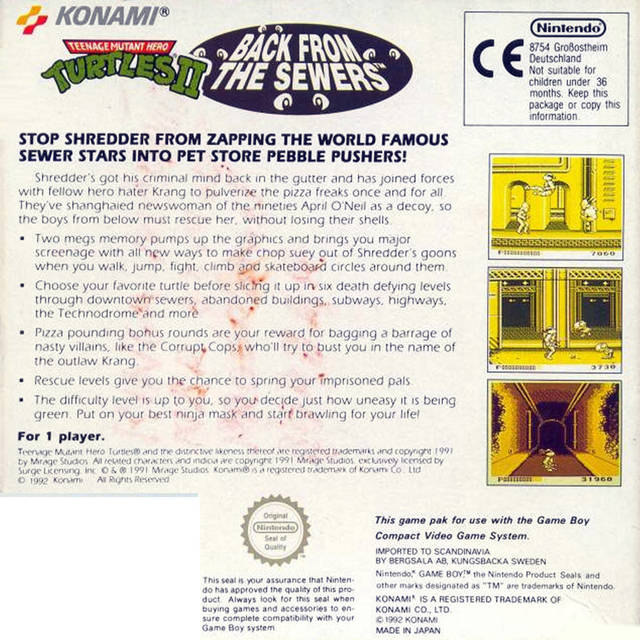 KONAMI®
TEENAGE MUTANT HERO
TURTLES II
BACK FROM
THE SEWERS™
Nintendo
CE
8754 Großostheim
Deutschland
Not suitable for
children under 36
months. Keep this
package or copy this
information.
STOP SHREDDER FROM ZAPPING THE WORLD FAMOUS
SEWER STARS INTO PET STORE PEBBLE PUSHERS!
Shredder's got his criminal mind back in the gutter and has joined forces
with fellow hero hater Krang to pulverize the pizza freaks once and for all.
They've shanghaied newswoman of the nineties April O'Neil as a decoy, so
the boys from below must rescue her, without losing their shells.
• Two megs memory pumps up the graphics and brings you major
screenage with all new ways to make chop suey out of Shredder's goons
when you walk, jump, fight, climb and skateboard circles around them.
• Choose your favorite turtle before slicing it up in six death defying levels
through downtown sewers, abandoned buildings, subways, highways,
the Technodrome and more.
• Pizza pounding bonus rounds are your reward for bagging a barrage of
nasty villains, like the Corrupt Cops, who'll try to bust you in the name of
the outlaw Krang.
• Rescue levels give you the chance to spring your imprisoned pals.
• The difficulty level is up to you, so you decide just how uneasy it is being
green. Put on your best ninja mask and start brawling for your life!
For 1 player.
Teenage Mutant Hero Turtles® and the distinctive likeness thereof are registered trademarks and copyright 1991
by Mirage Studios. All related characters and indicia are copyright 1991 Mirage Studios, exclusively licensed by
Surge Licensing, Inc. © & ® 1991 Mirage Studios. Konami® is a registered trademark of Konami Co., Ltd.
© 1992 Konami All Rights Reserved
7060
3730
31960
Original
Nintendo
Seal of
Quality
This seal is your assurance that Ninten-
do has approved the quality of this pro-
duct. Always look for this seal when
buying games and accessories to en-
sure complete compatibility with your
Game Boy system.
This game pak for use with the Game Boy
Compact Video Game System.
IMPORTED TO SCANDINAVIA
BY BERGSALA AB, KUNGSBACKA SWEDEN
Nintendo,® GAME BOY,™ the Nintendo Product Seals and
other marks designated as "TM" are trademarks of Nintendo.
KONAMI® IS A REGISTERED TRADEMARK OF
KONAMI CO., LTD.
© 1992 KONAMI
MADE IN JAPAN